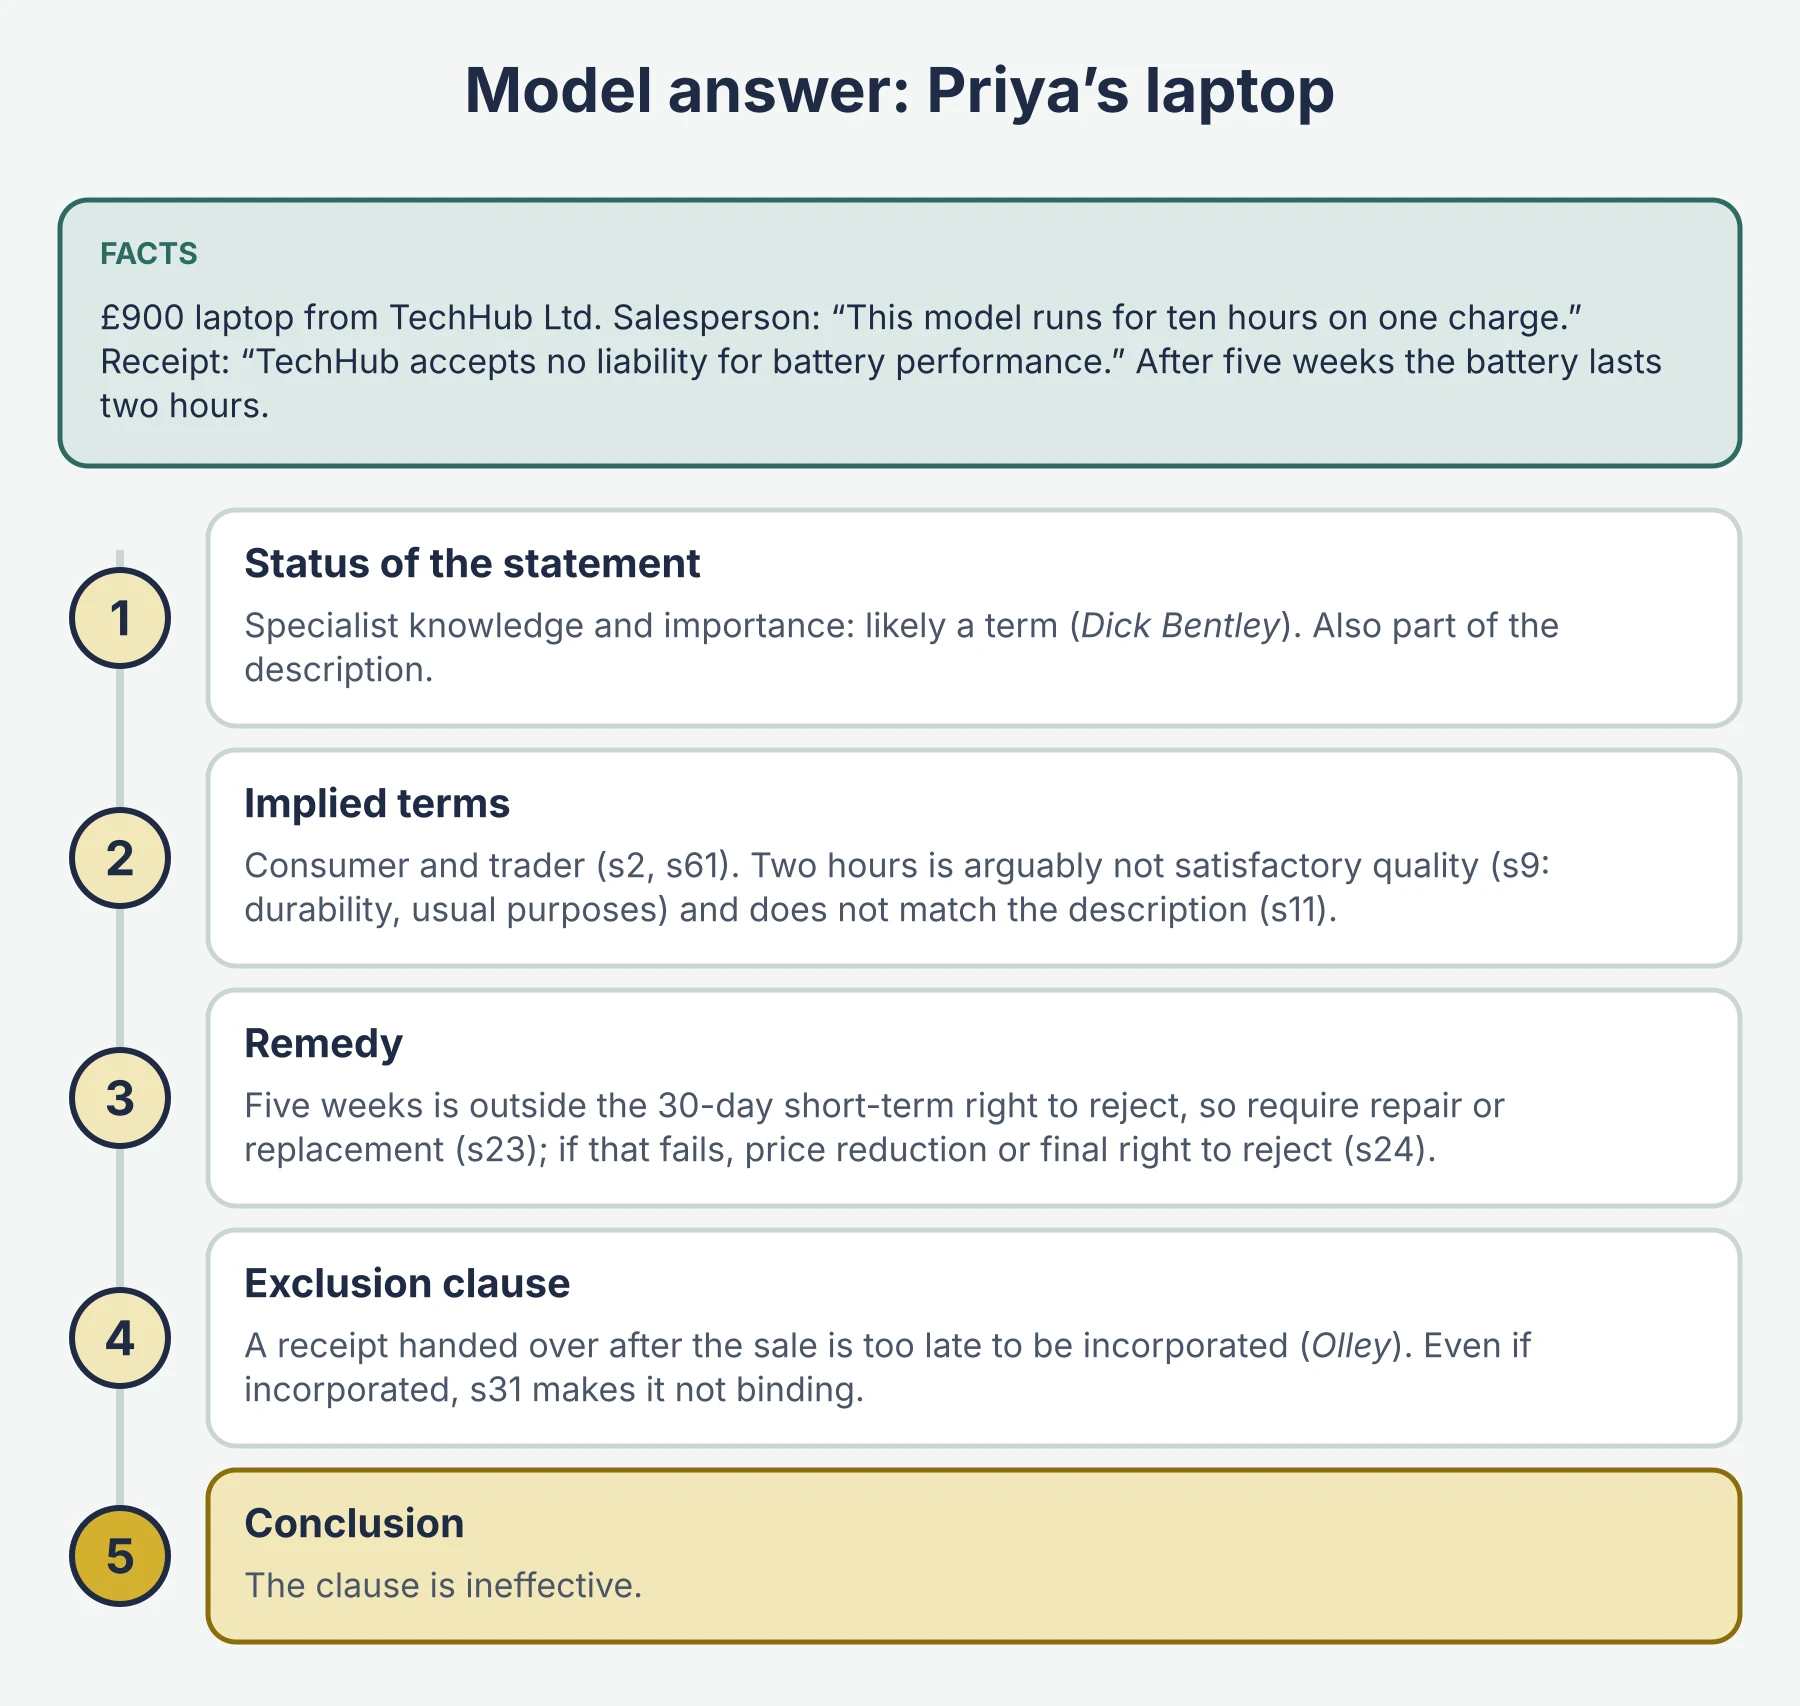 Model answer: Priya’s laptop
FACTS
£900 laptop from TechHub Ltd. Salesperson: “This model runs for ten hours on one charge.”
Receipt: “TechHub accepts no liability for battery performance.” After five weeks the battery lasts
two hours.
1
Status of the statement
Specialist knowledge and importance: likely a term (Dick Bentley). Also part of the
description.
2
Implied terms
Consumer and trader (s2, s61). Two hours is arguably not satisfactory quality (s9:
durability, usual purposes) and does not match the description (s11).
3
Remedy
Five weeks is outside the 30-day short-term right to reject, so require repair or
replacement (s23); if that fails, price reduction or final right to reject (s24).
4
Exclusion clause
A receipt handed over after the sale is too late to be incorporated (Olley). Even if
incorporated, s31 makes it not binding.
5
Conclusion
The clause is ineffective.